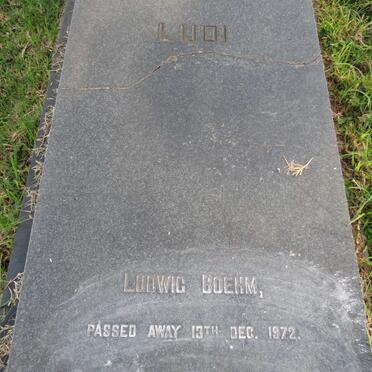 LUDI
LUDWIG BOEHM,
PASSED AWAY 13TH DEC. 1972.